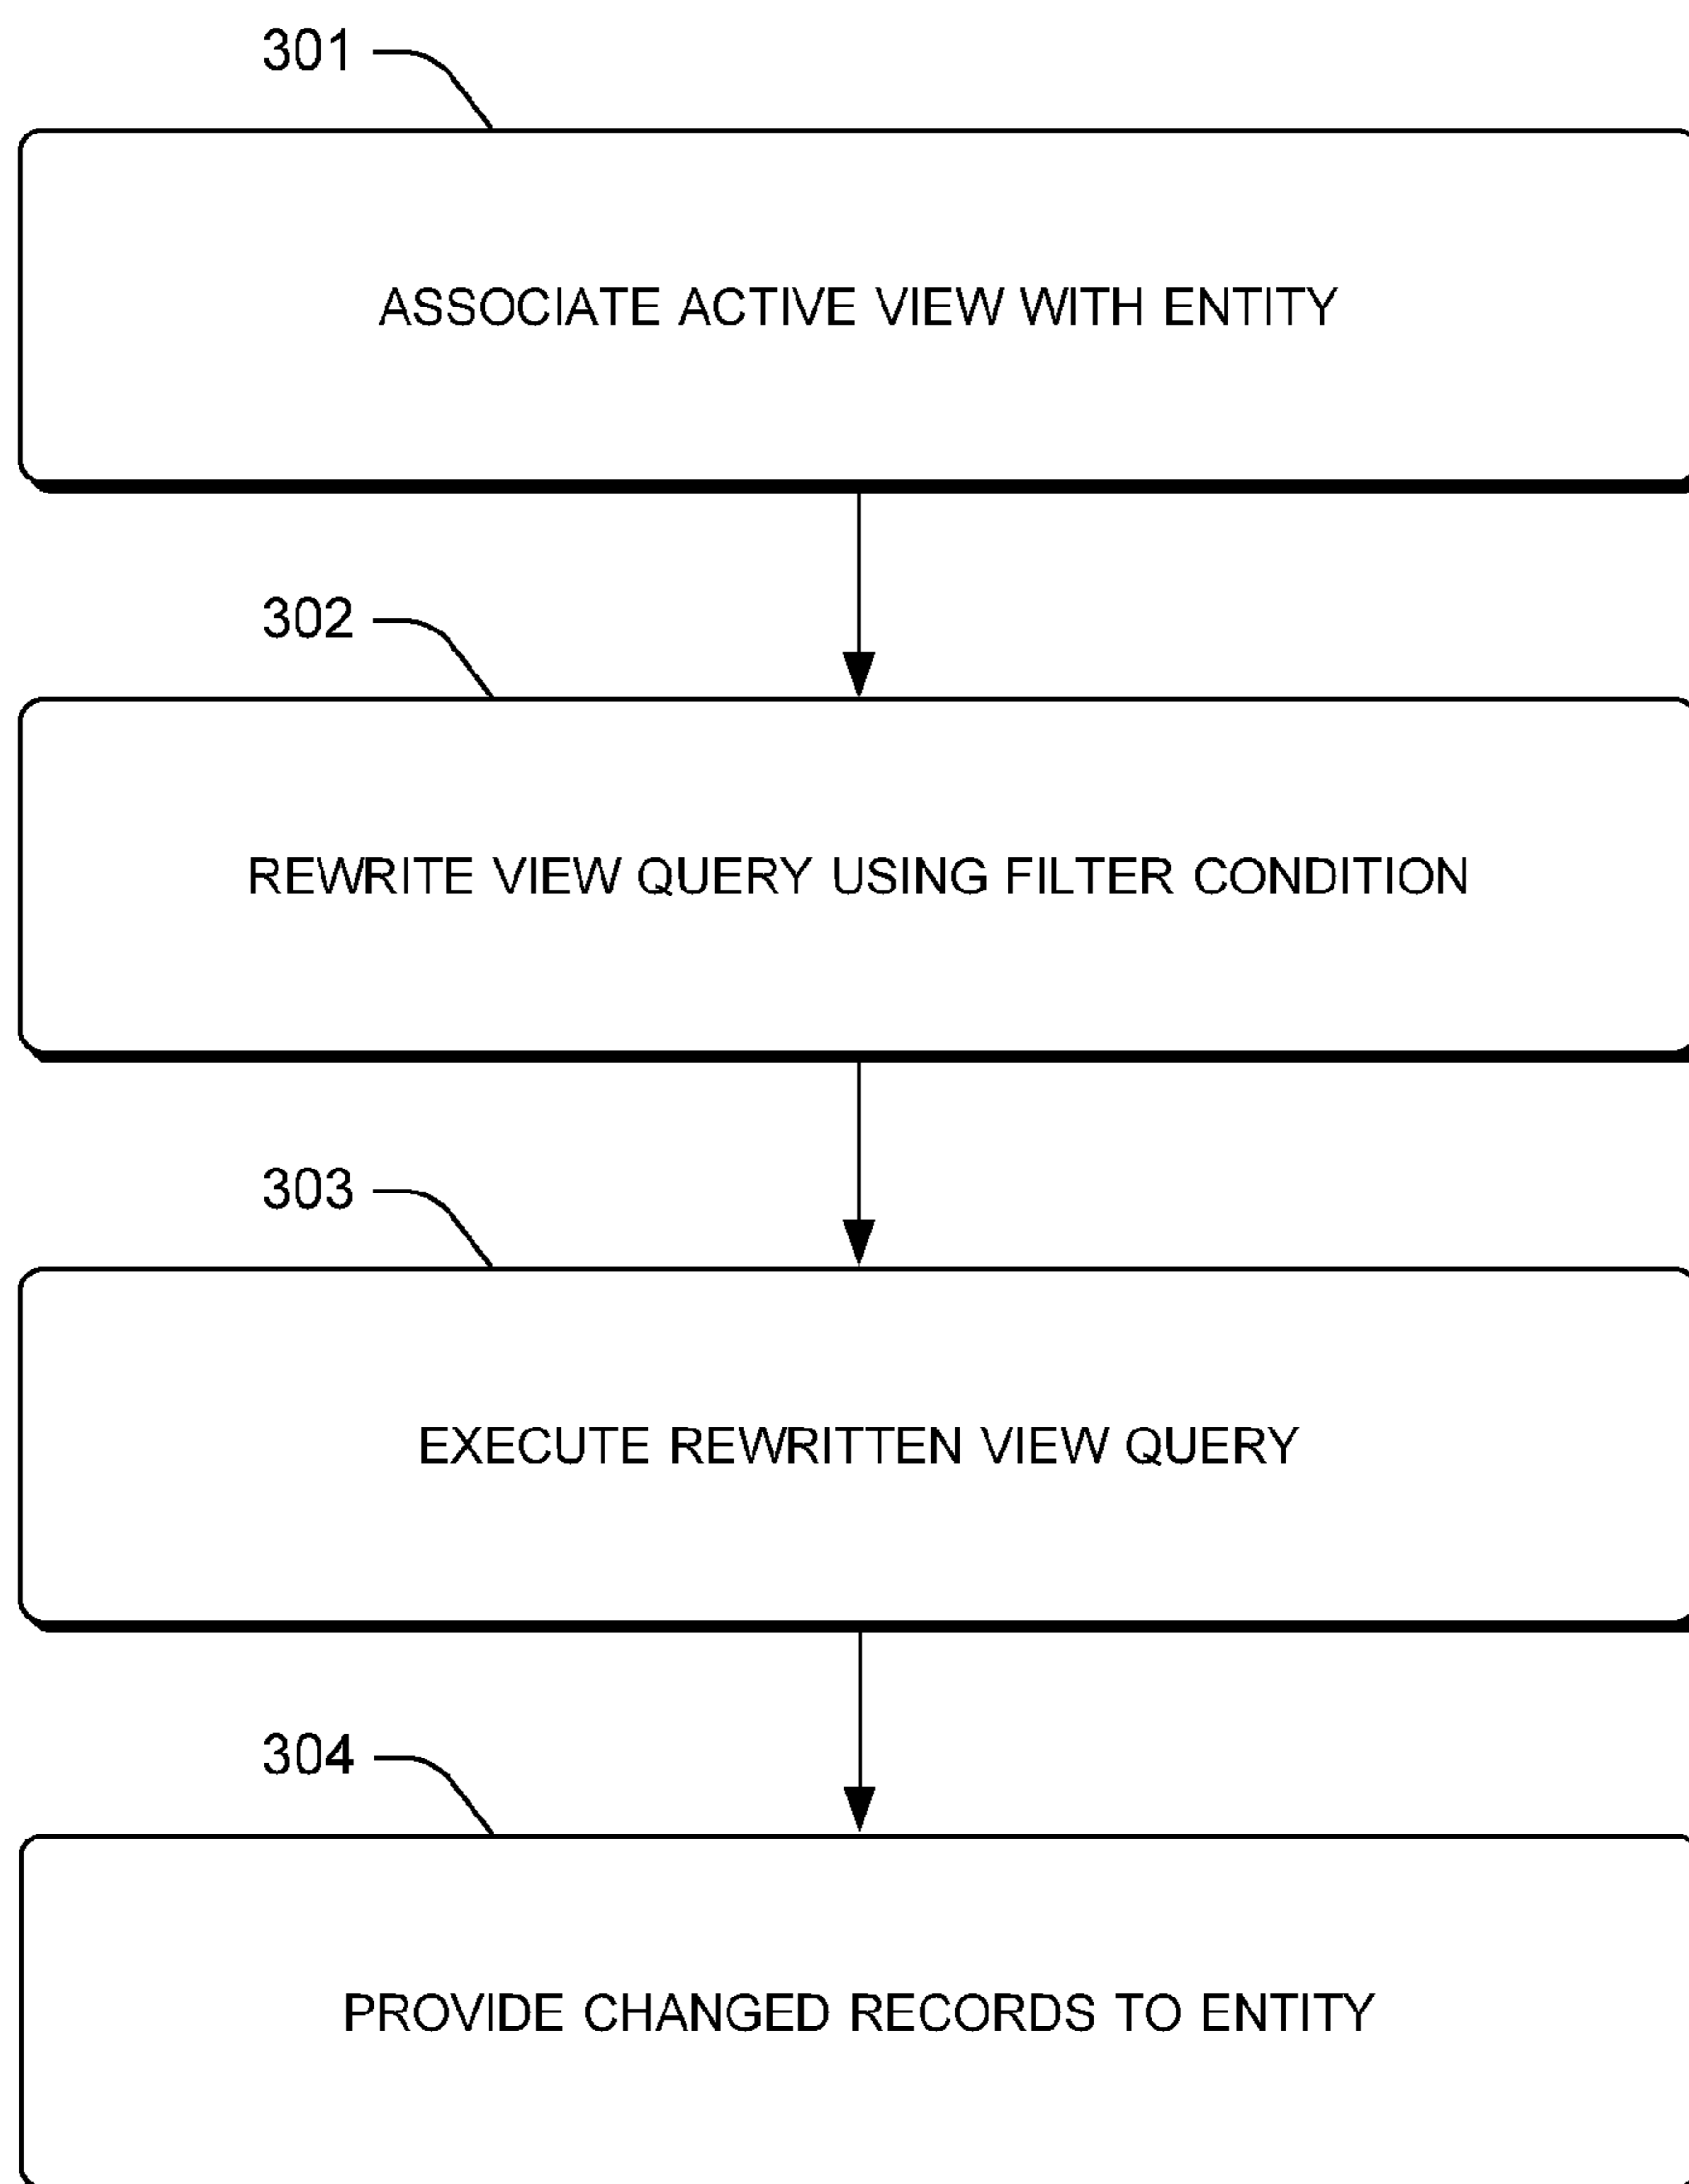 301
ASSOCIATE ACTIVE VIEW WITH ENTITY
302
REWRITE VIEW QUERY USING FILTER CONDITION
303
EXECUTE REWRITTEN VIEW QUERY
304
PROVIDE CHANGED RECORDS TO ENTITY